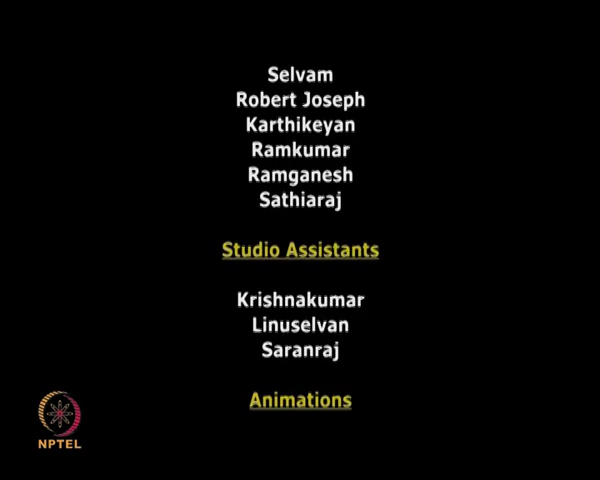 Selvam
Robert Joseph
Karthikeyan
Ramkumar
Ramganesh
Sathiaraj
Studio Assistants
Krishnakumar
Linuselvan
Saranraj
Animations
NPTEL